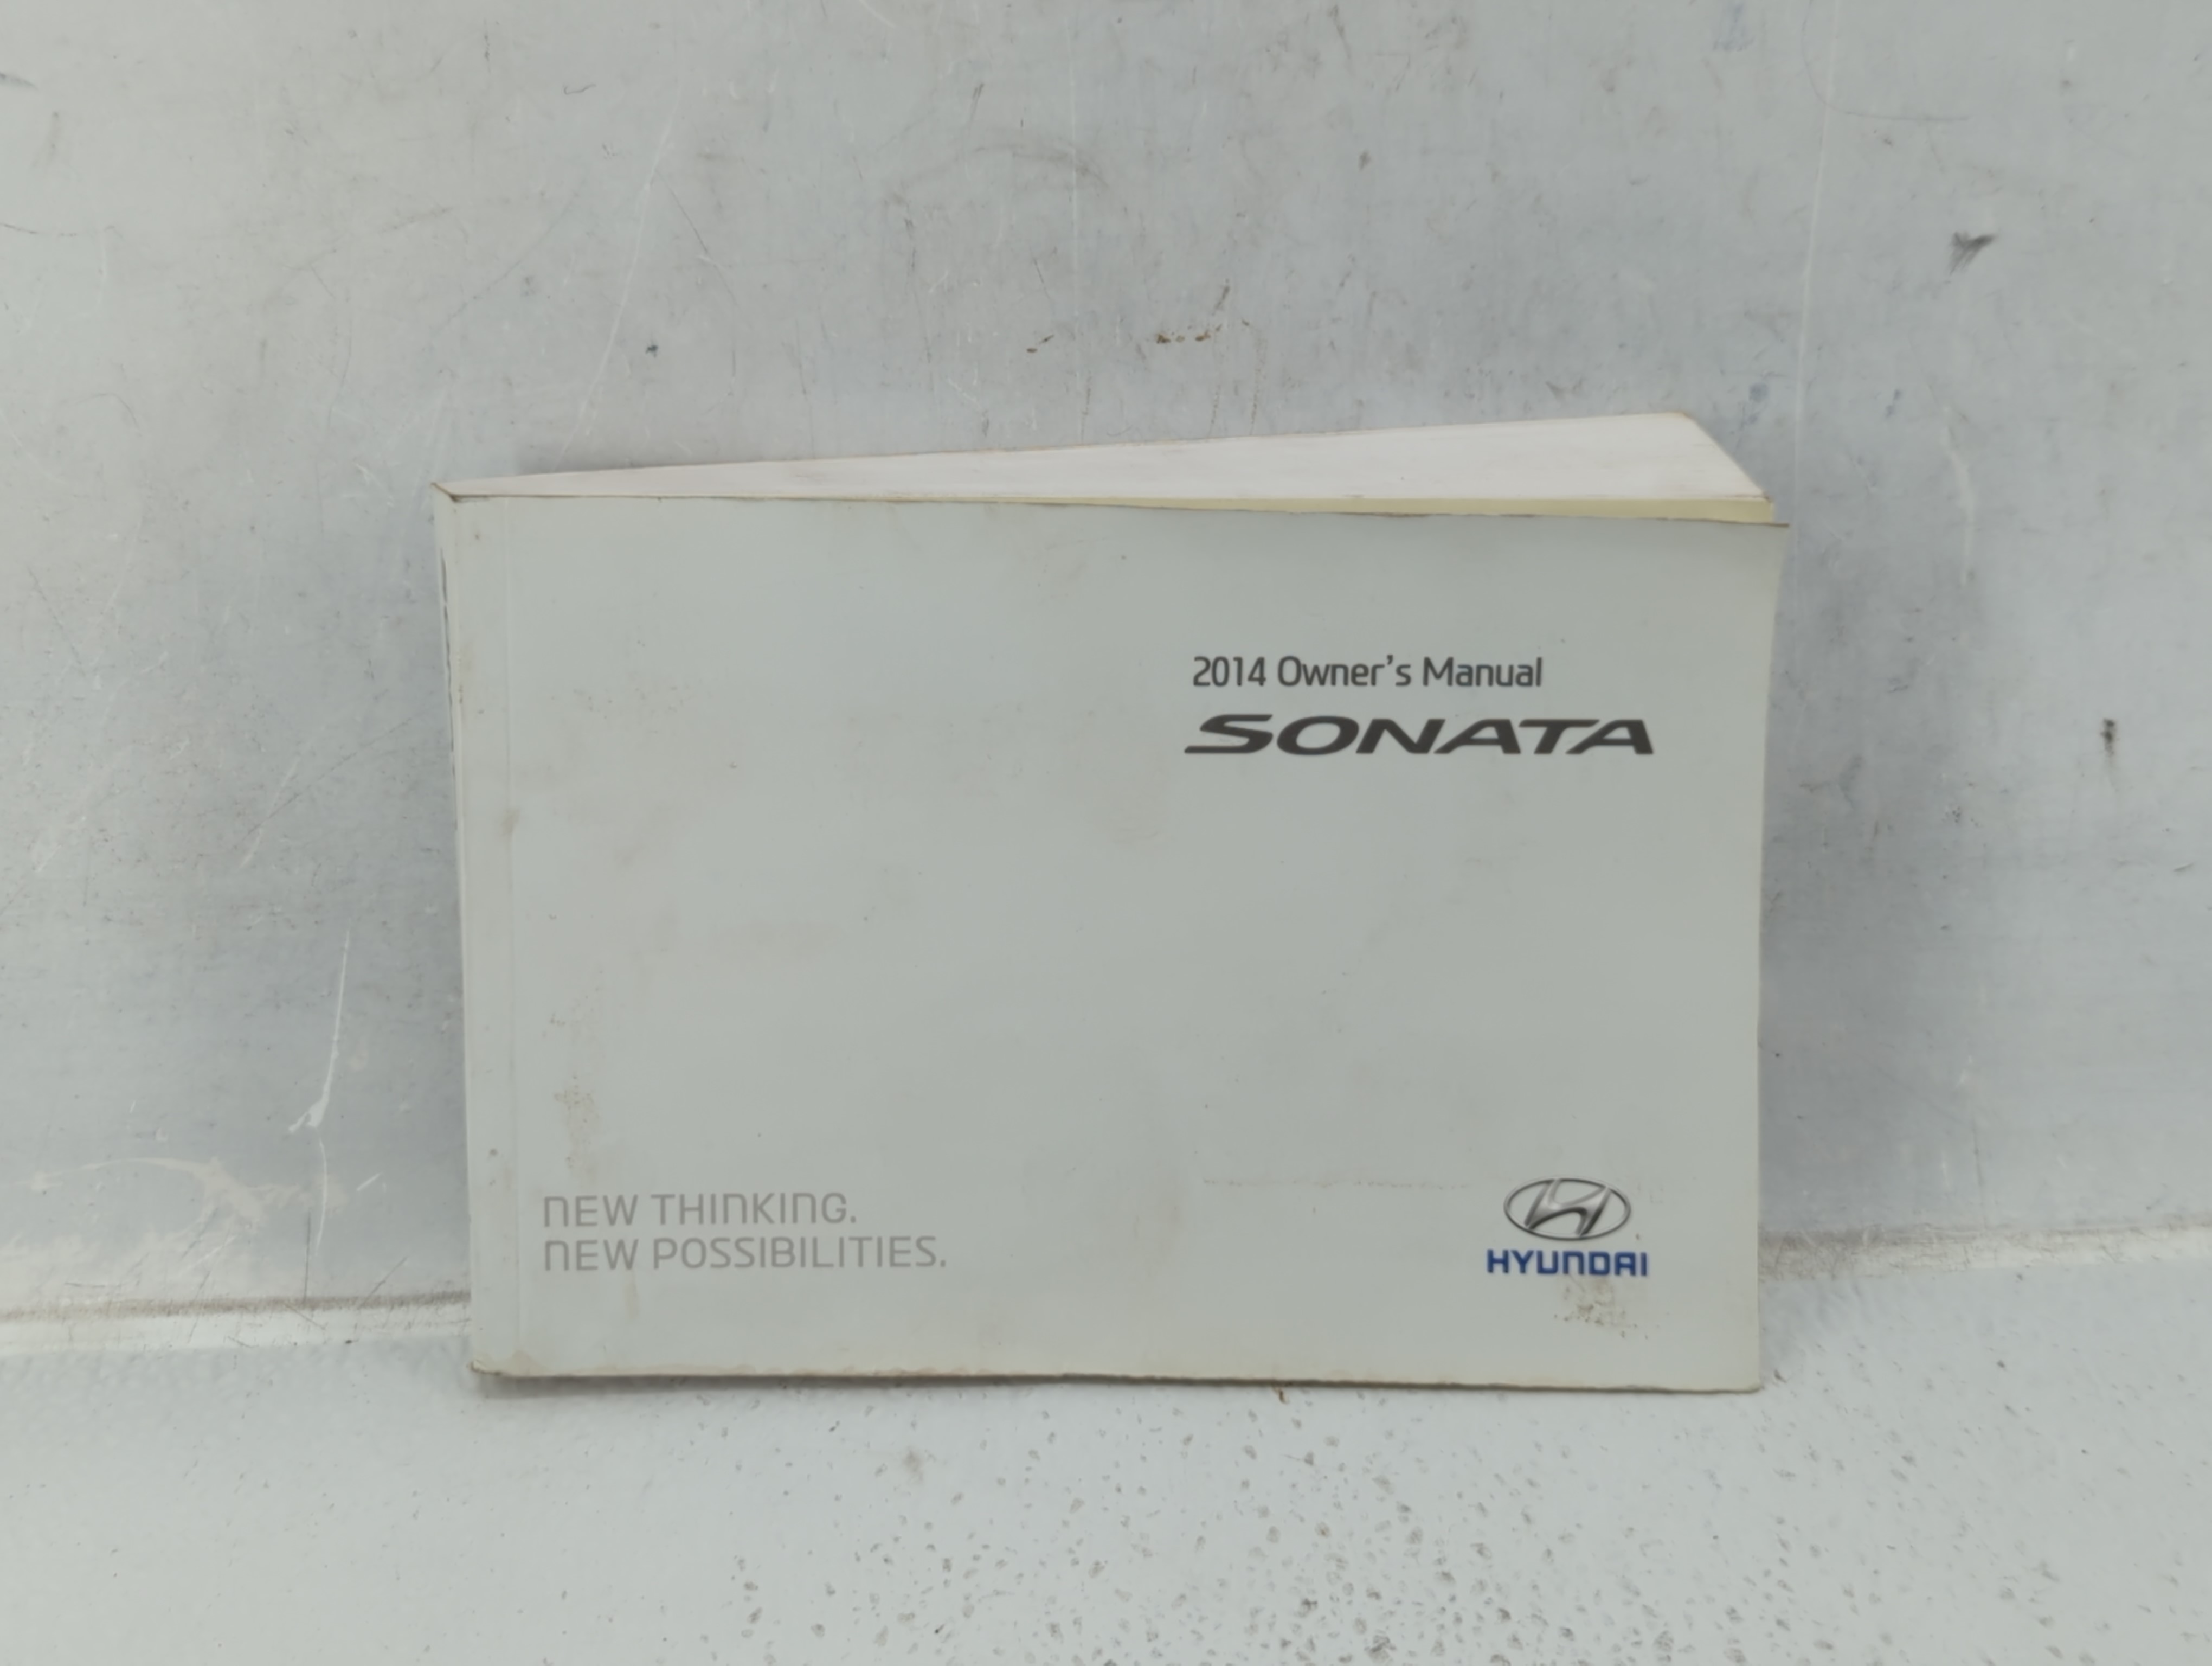 2014 Owner's Manual
SONATA
NEW THINKING.
NEW POSSIBILITIES.
HYUNDAI